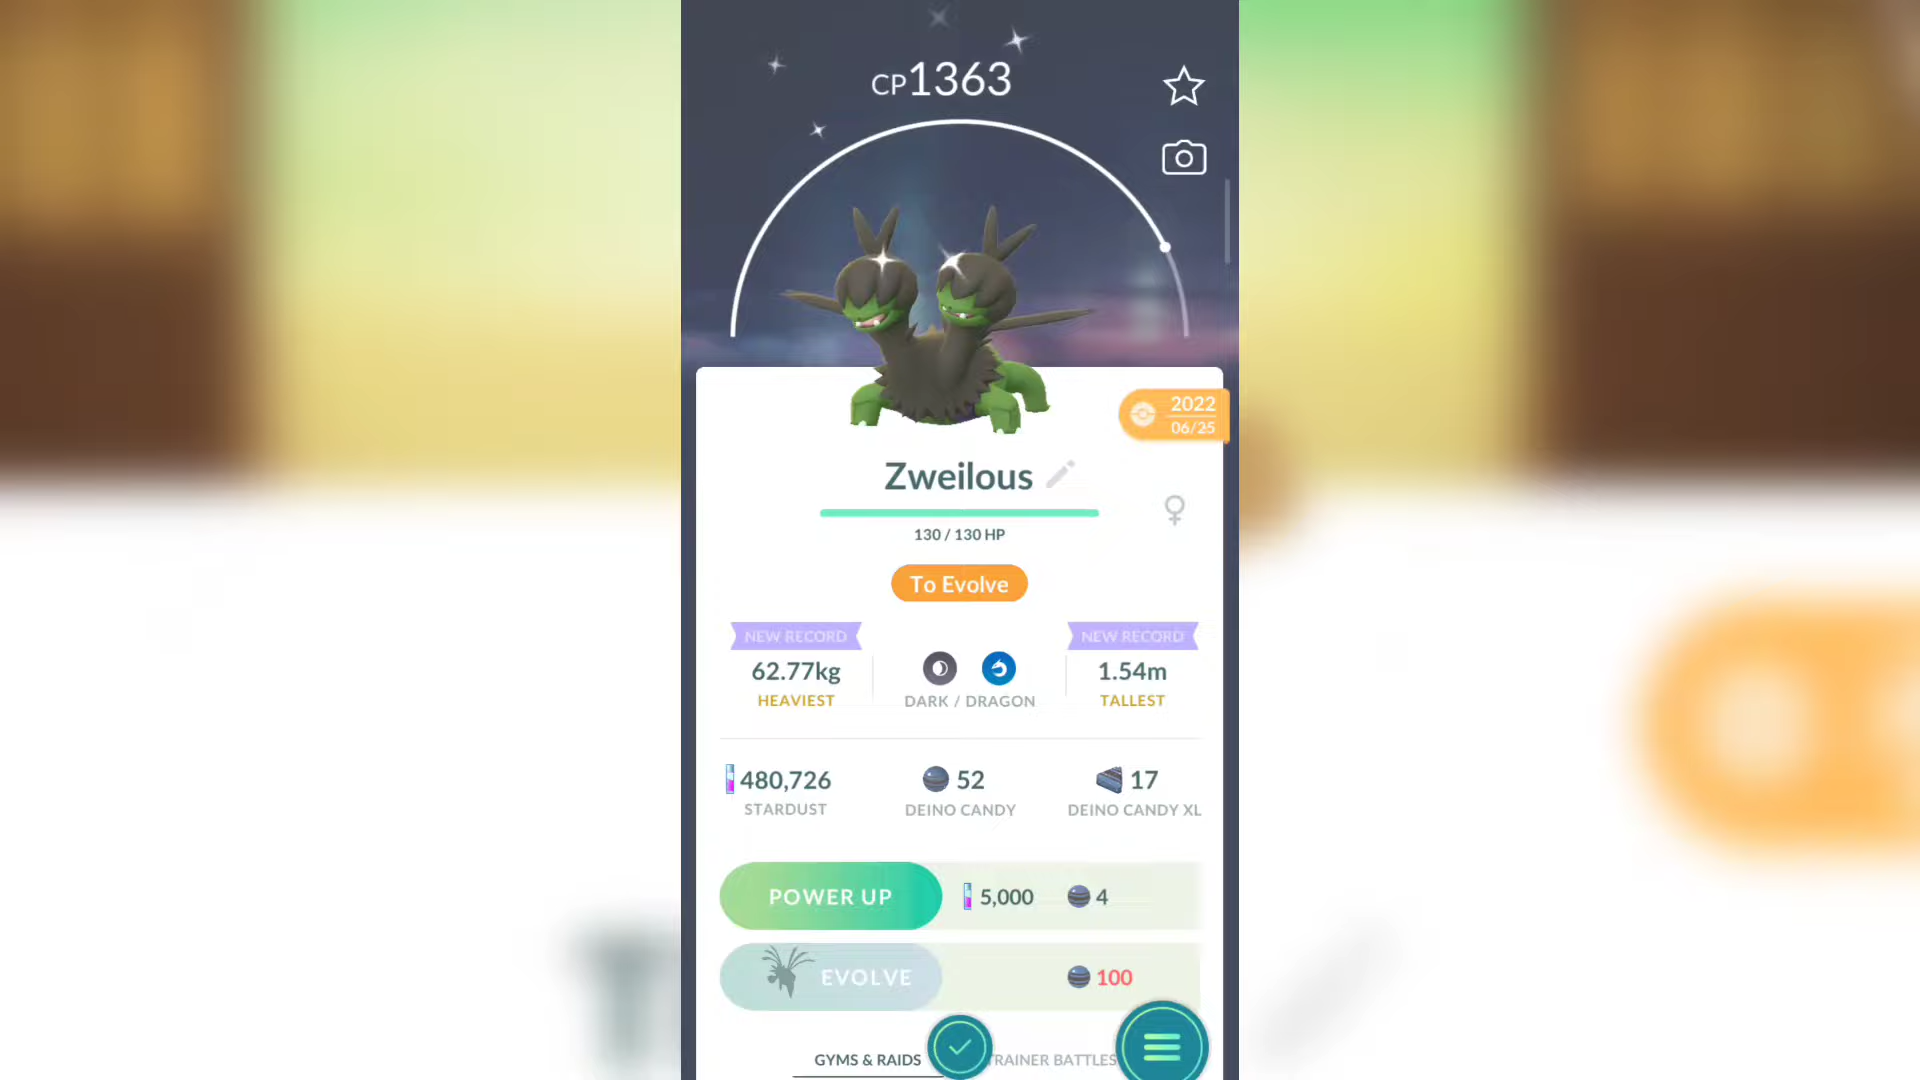 CP1363
2022
06/25
Zweilous
130 / 130 HP
To Evolve
NEW RECORD
NEW RECORD
62.77kg
1.54m
HEAVIEST
DARK / DRAGON
TALLEST
480,726
52
17
STARDUST
DEINO CANDY
DEINO CANDY XL
POWER UP
5,000
4
EVOLVE
100
GYMS & RAIDS
TRAINER BATTLES